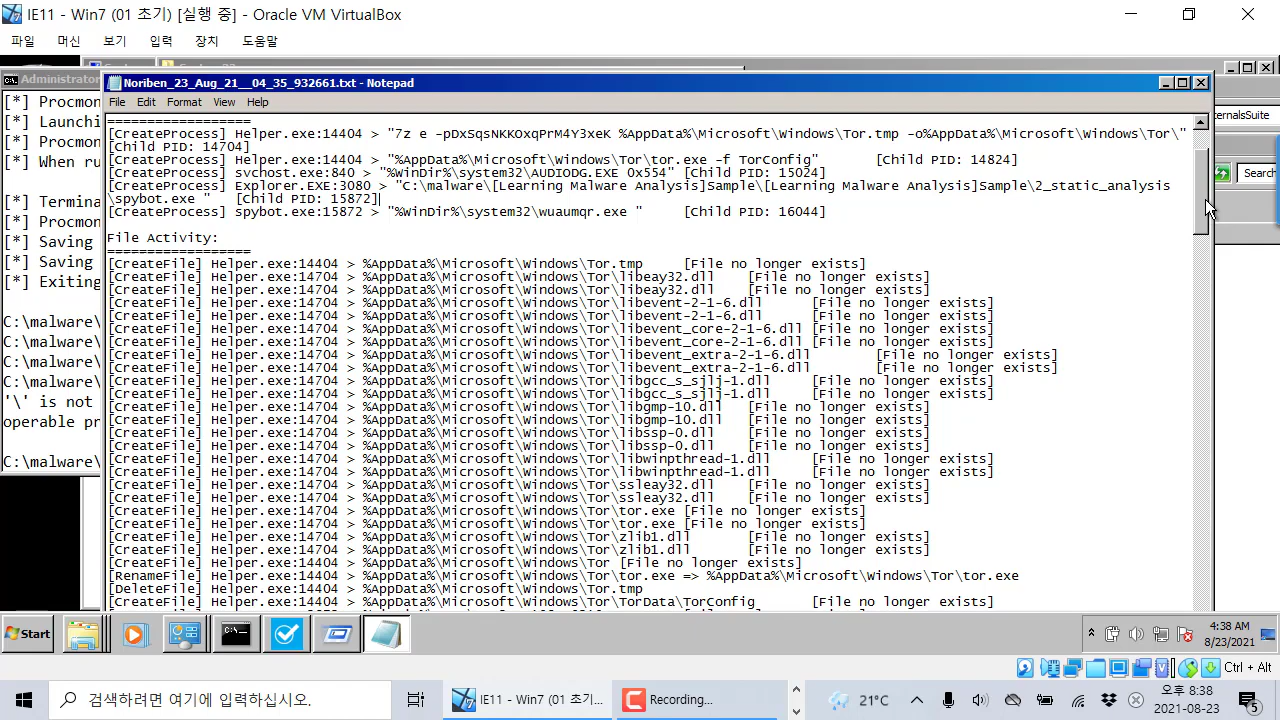 IE11 - Win7 (01 초기) [실행 중] - Oracle VM VirtualBox
파일 머신 보기 입력 장치 도움말
Administrator
[*] Procmon
[*] Launchi
[*] Procmon
[*] When ru
[*] Termina
[*] Procmon
[*] Saving
[*] Saving
[*] Exiting
C:\malware\
C:\malware\
C:\malware\
C:\malware\
'\' is not
operable pr
C:\malware\
Noriben_23_Aug_21__04_35_932661.txt - Notepad
File Edit Format View Help
==================
[CreateProcess] Helper.exe:14404 > "7z e -pDxSqsNKKOxqPrM4Y3xeK %AppData%\Microsoft\Windows\Tor.tmp -o%AppData%\Microsoft\Windows\Tor\"
[Child PID: 14704]
[CreateProcess] Helper.exe:14404 > "%AppData%\Microsoft\Windows\Tor\tor.exe -f TorConfig" [Child PID: 14824]
[CreateProcess] svchost.exe:840 > "%WinDir%\system32\AUDIODG.EXE 0x554" [Child PID: 13024]
[CreateProcess] Explorer.EXE:3080 > "C:\malware\[Learning Malware Analysis]Sample\[Learning Malware Analysis]Sample\2_static_analysis
\spybot.exe " [Child PID: 15872]
[CreateProcess] spybot.exe:15872 > "%WinDir%\system32\wuaumqr.exe " [Child PID: 16044]
File Activity:
==================
[CreateFile] Helper.exe:14404 > %AppData%\Microsoft\Windows\Tor.tmp [File no longer exists]
[CreateFile] Helper.exe:14704 > %AppData%\Microsoft\Windows\Tor\libeay32.dll [File no longer exists]
[CreateFile] Helper.exe:14704 > %AppData%\Microsoft\Windows\Tor\libeay32.dll [File no longer exists]
[CreateFile] Helper.exe:14704 > %AppData%\Microsoft\Windows\Tor\libevent-2-1-6.dll [File no longer exists]
[CreateFile] Helper.exe:14704 > %AppData%\Microsoft\Windows\Tor\libevent-2-1-6.dll [File no longer exists]
[CreateFile] Helper.exe:14704 > %AppData%\Microsoft\Windows\Tor\libevent_core-2-1-6.dll [File no longer exists]
[CreateFile] Helper.exe:14704 > %AppData%\Microsoft\Windows\Tor\libevent_core-2-1-6.dll [File no longer exists]
[CreateFile] Helper.exe:14704 > %AppData%\Microsoft\Windows\Tor\libevent_extra-2-1-6.dll [File no longer exists]
[CreateFile] Helper.exe:14704 > %AppData%\Microsoft\Windows\Tor\libevent_extra-2-1-6.dll [File no longer exists]
[CreateFile] Helper.exe:14704 > %AppData%\Microsoft\Windows\Tor\libgcc_s_sjlj-1.dll [File no longer exists]
[CreateFile] Helper.exe:14704 > %AppData%\Microsoft\Windows\Tor\libgcc_s_sjlj-1.dll [File no longer exists]
[CreateFile] Helper.exe:14704 > %AppData%\Microsoft\Windows\Tor\libgmp-10.dll [File no longer exists]
[CreateFile] Helper.exe:14704 > %AppData%\Microsoft\Windows\Tor\libgmp-10.dll [File no longer exists]
[CreateFile] Helper.exe:14704 > %AppData%\Microsoft\Windows\Tor\libssp-0.dll [File no longer exists]
[CreateFile] Helper.exe:14704 > %AppData%\Microsoft\Windows\Tor\libssp-0.dll [File no longer exists]
[CreateFile] Helper.exe:14704 > %AppData%\Microsoft\Windows\Tor\libwinpthread-1.dll [File no longer exists]
[CreateFile] Helper.exe:14704 > %AppData%\Microsoft\Windows\Tor\libwinpthread-1.dll [File no longer exists]
[CreateFile] Helper.exe:14704 > %AppData%\Microsoft\Windows\Tor\ssleay32.dll [File no longer exists]
[CreateFile] Helper.exe:14704 > %AppData%\Microsoft\Windows\Tor\ssleay32.dll [File no longer exists]
[CreateFile] Helper.exe:14704 > %AppData%\Microsoft\Windows\Tor\tor.exe [File no longer exists]
[CreateFile] Helper.exe:14704 > %AppData%\Microsoft\Windows\Tor\tor.exe [File no longer exists]
[CreateFile] Helper.exe:14704 > %AppData%\Microsoft\Windows\Tor\zlib1.dll [File no longer exists]
[CreateFile] Helper.exe:14704 > %AppData%\Microsoft\Windows\Tor\zlib1.dll [File no longer exists]
[CreateFile] Helper.exe:14404 > %AppData%\Microsoft\Windows\Tor [File no longer exists]
[RenameFile] Helper.exe:14404 > %AppData%\Microsoft\Windows\Tor\tor.exe => %AppData%\Microsoft\Windows\Tor\tor.exe
[DeleteFile] Helper.exe:14404 > %AppData%\Microsoft\Windows\Tor.tmp
[CreateFile] Helper.exe:14404 > %AppData%\Microsoft\Windows\Tor\TorData\TorConfig [File no longer exists]
ernalsSuite
Search
Start
4:38 AM
8/23/2021
Ctrl + Alt
검색하려면 여기에 입력하십시오.
IE11 - Win7 (01 초기...
Recording...
21°C
오후 8:38
2021-08-23
5